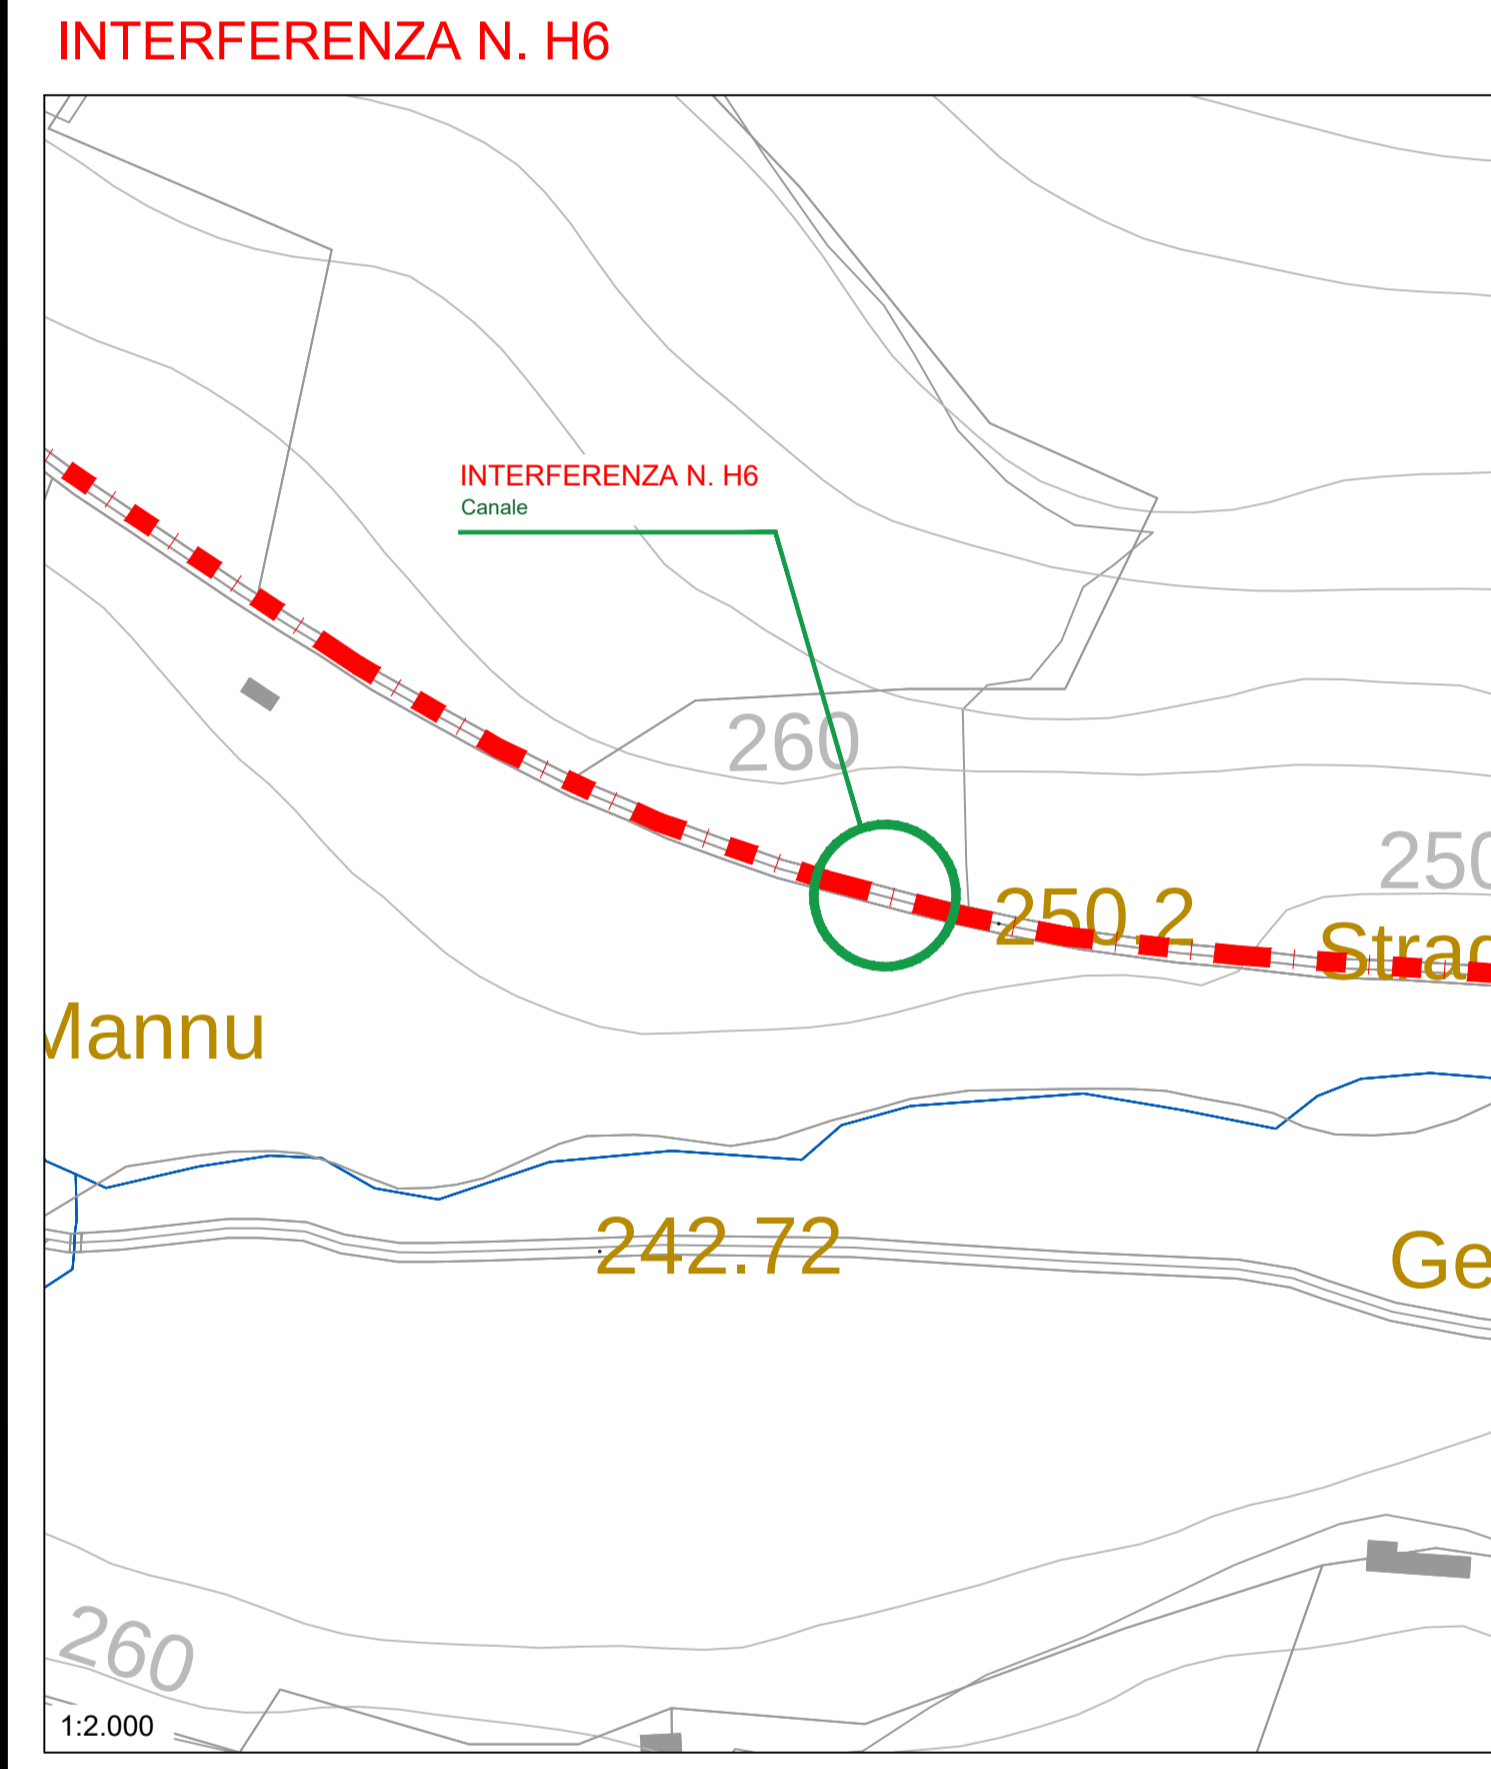 INTERFERENZA N. H6
INTERFERENZA N. H6
Canale
260
250
250.2
Strad
Mannu
242.72
Ge
260
1:2.000